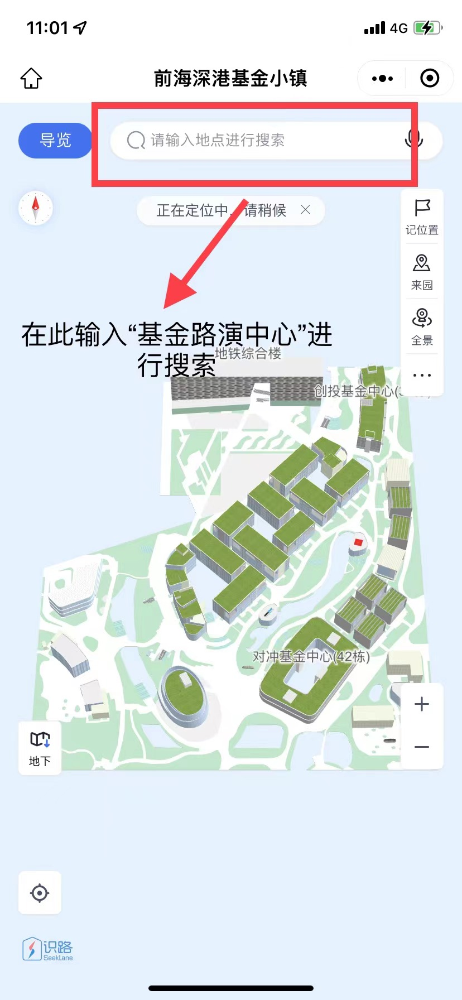 11:01
4G
前海深港基金小镇
导览
请输入地点进行搜索
正在定位中，请稍候
记位置
来园
全景
在此输入“基金路演中心”进
行搜索
地铁综合楼
创投基金中心(
对冲基金中心(42栋)
地下
识路
SeekLane